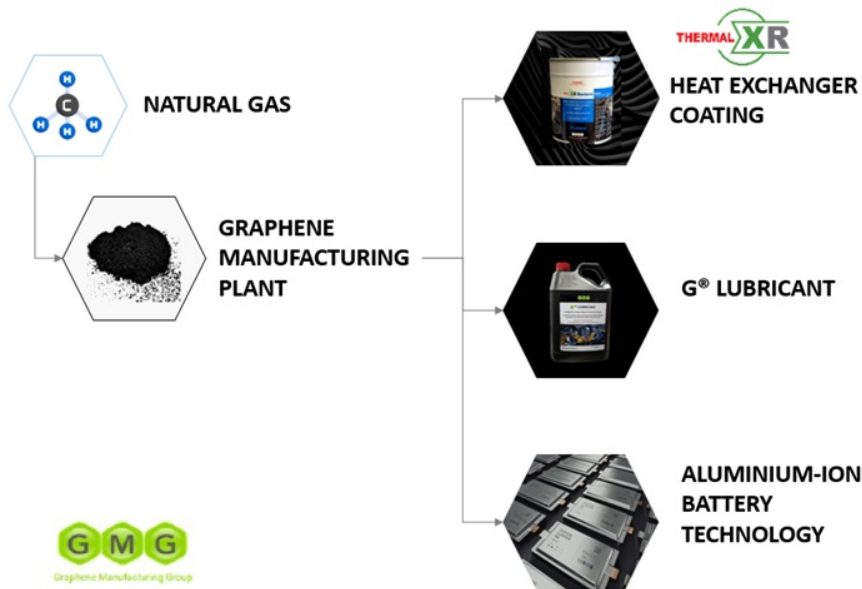 THERMAL XR
H
C
H
H
H
NATURAL GAS
HEAT EXCHANGER
COATING
GRAPHENE
MANUFACTURING
PLANT
GMG
G® LUBRICANT
ALUMINIUM-ION
BATTERY
TECHNOLOGY
G M G
Graphene Manufacturing Group